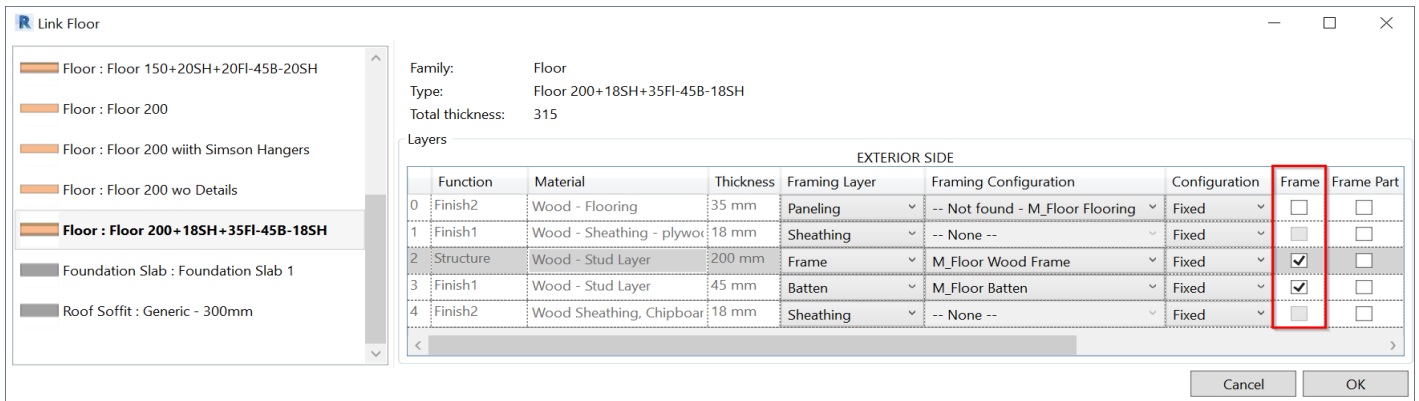 R Link Floor
Floor : Floor 150+20SH+20Fl-45B-20SH
Floor : Floor 200
Floor : Floor 200 wiith Simson Hangers
Floor : Floor 200 wo Details
Floor : Floor 200+18SH+35Fl-45B-18SH
Foundation Slab : Foundation Slab 1
Roof Soffit : Generic - 300mm
Family: Floor
Type: Floor 200+18SH+35Fl-45B-18SH
Total thickness: 315
Layers
EXTERIOR SIDE
Function Material Thickness Framing Layer Framing Configuration Configuration Frame Frame Part
0 Finish2 Wood - Flooring 35 mm Paneling -- Not found - M_Floor Flooring Fixed
1 Finish1 Wood - Sheathing - plywoo 18 mm Sheathing -- None -- Fixed
2 Structure Wood - Stud Layer 200 mm Frame M_Floor Wood Frame Fixed
3 Finish1 Wood - Stud Layer 45 mm Batten M_Floor Batten Fixed
4 Finish2 Wood Sheathing, Chipboar 18 mm Sheathing -- None -- Fixed
Cancel OK